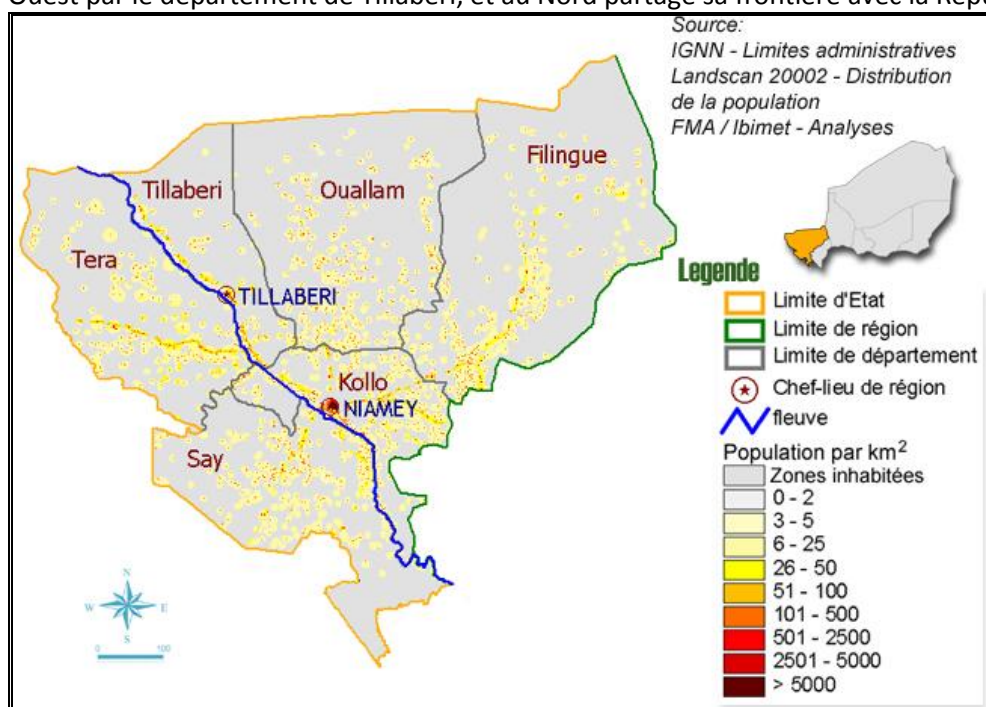 Ouest par le département de Tillabéri, et au Nord partage sa frontière avec la Répu
Source:
IGNN - Limites administratives
Landscan 20002 - Distribution
de la population
FMA / Ibimet - Analyses
Filingue
Tillaberi
Ouallam
Tera
TILLABERI
Kollo
NIAMEY
Say
Legende
Limite d'Etat
Limite de région
Limite de département
Chef-lieu de région
fleuve
Population par km2
Zones inhabitées
0 - 2
3 - 5
6 - 25
26 - 50
51 - 100
101 - 500
501 - 2500
2501 - 5000
> 5000
N
W E
S
0 100